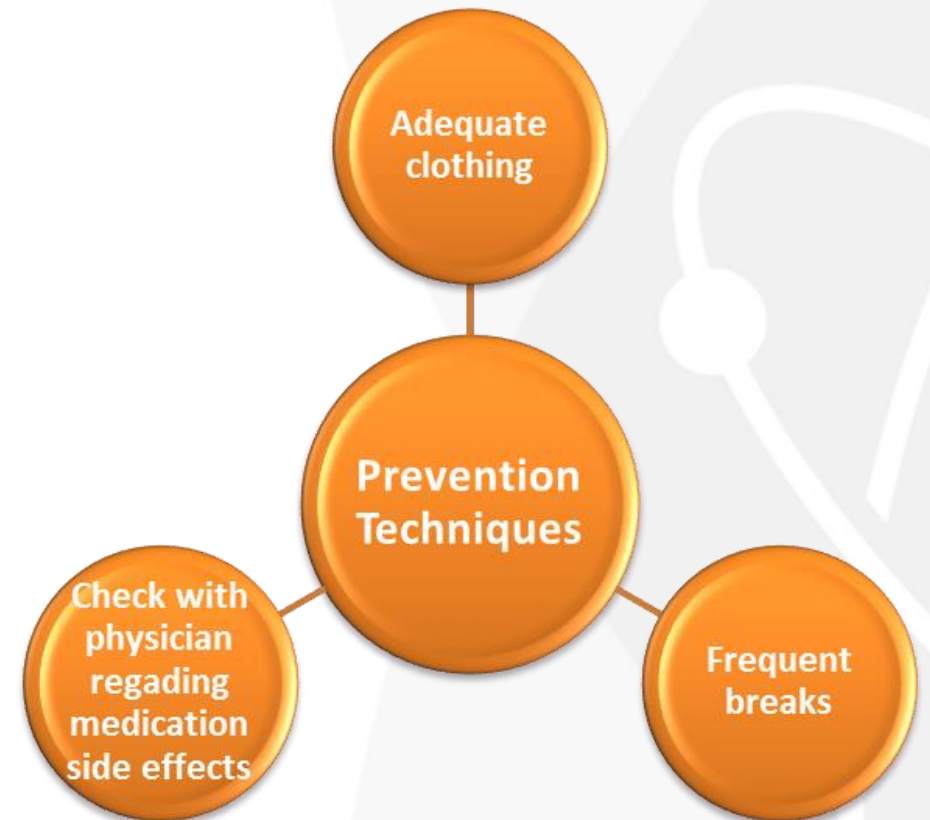 Adequate
clothing
Prevention
Techniques
Check with
physician
regading
medication
side effects
Frequent
breaks